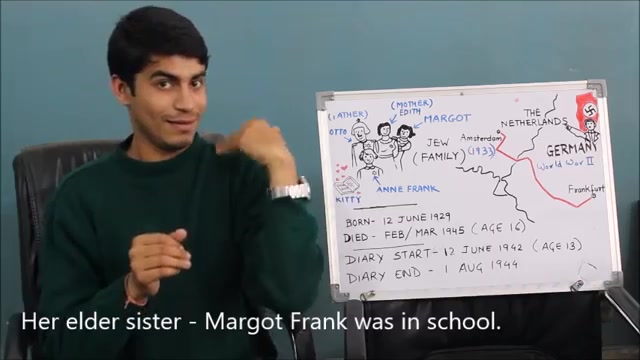 (FATHER)
OTTO
(MOTHER)
EDITH
MARGOT
JEW
(FAMILY)
ANNE FRANK
KITTY
THE
NETHERLANDS
Amsterdam
(1933)
GERMANY
World War II
Frankfurt
BORN- 12 JUNE 1929
DIED - FEB/MAR 1945 (AGE 16)
DIARY START- 12 JUNE 1942 (AGE 13)
DIARY END - 1 AUG 1944
Her elder sister - Margot Frank was in school.